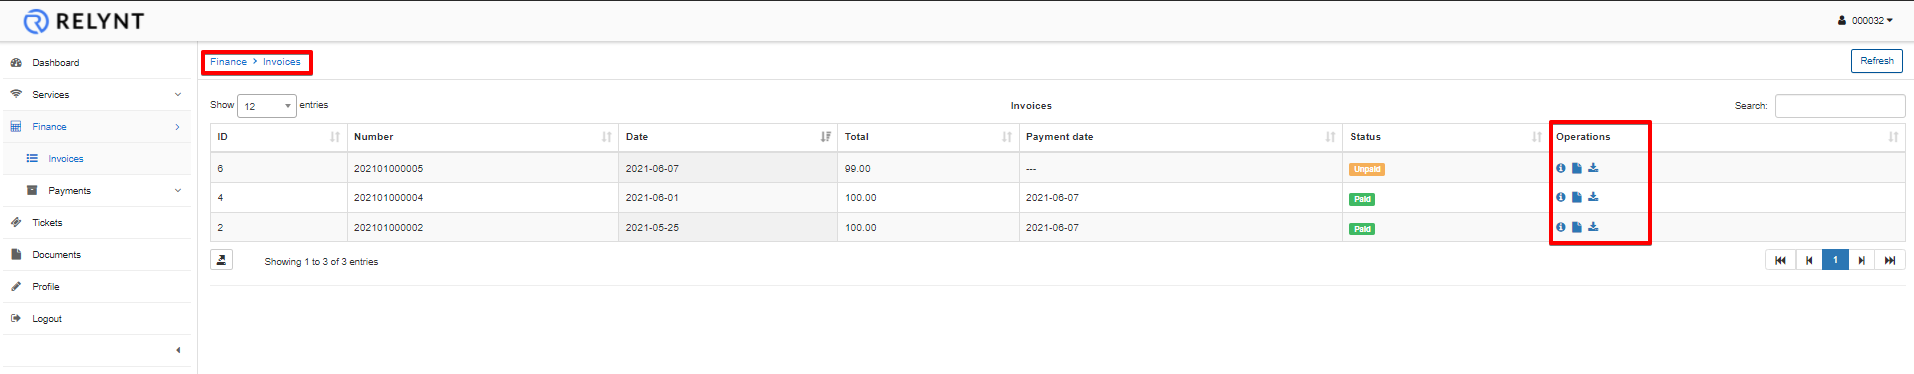 RELYNT
000032
Dashboard
Services
Finance
Invoices
Payments
Tickets
Documents
Profile
Logout
Finance > Invoices
Refresh
Show 12 entries
Invoices
Search:
ID Number Date Total Payment date Status Operations
6 202101000005 2021-06-07 99.00 --- Unpaid
4 202101000004 2021-06-01 100.00 2021-06-07 Paid
2 202101000002 2021-05-25 100.00 2021-06-07 Paid
Showing 1 to 3 of 3 entries
1